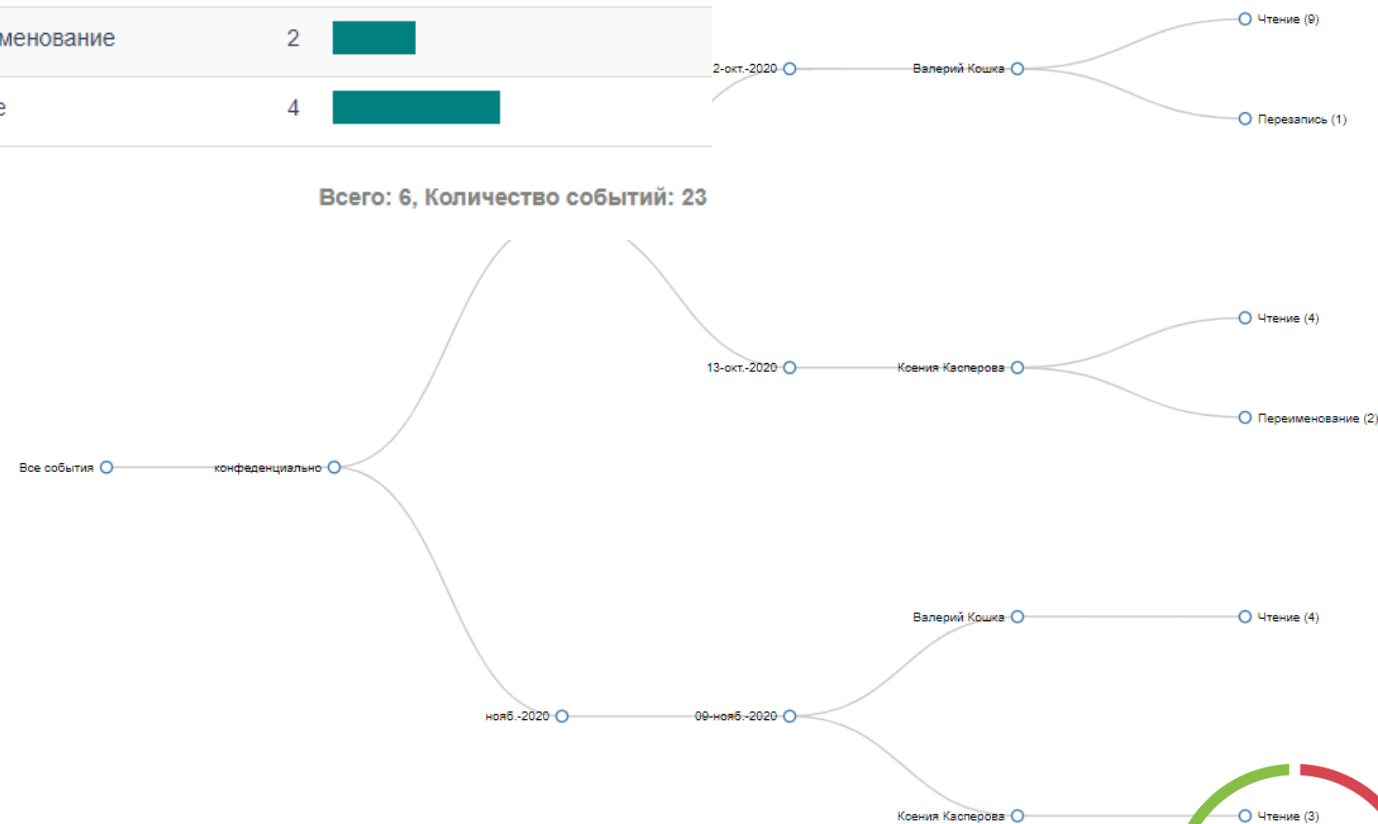 менование 2
е 4
Всего: 6, Количество событий: 23
Чтение (9)
2-окт.-2020
Валерий Кошка
Перезапись (1)
Чтение (4)
13-окт.-2020
Ксения Касперова
Переименование (2)
Все события
конфеденциально
Валерий Кошка
Чтение (4)
нояб.-2020
09-нояб.-2020
Ксения Касперова
Чтение (3)